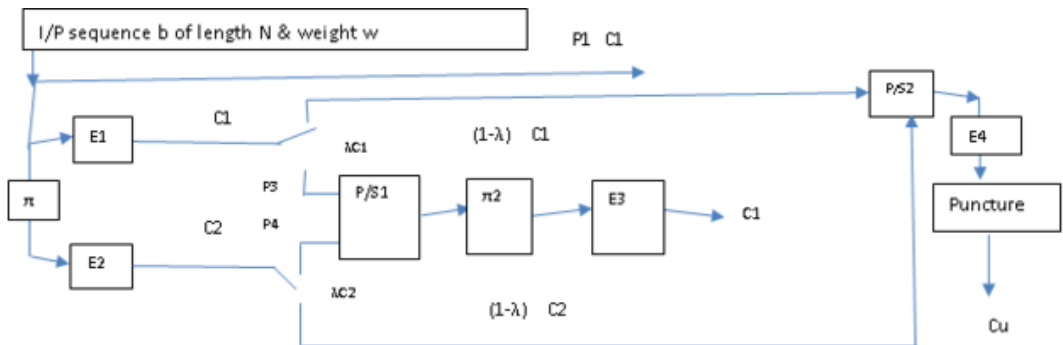 I/P sequence b of length N & weight w
P1 C1
P/S2
C1
E1
(1-λ) C1
E4
λC1
P3
P/S1
π2
E3
π
Puncture
C1
C2
P4
E2
λC2
(1-λ) C2
Cu